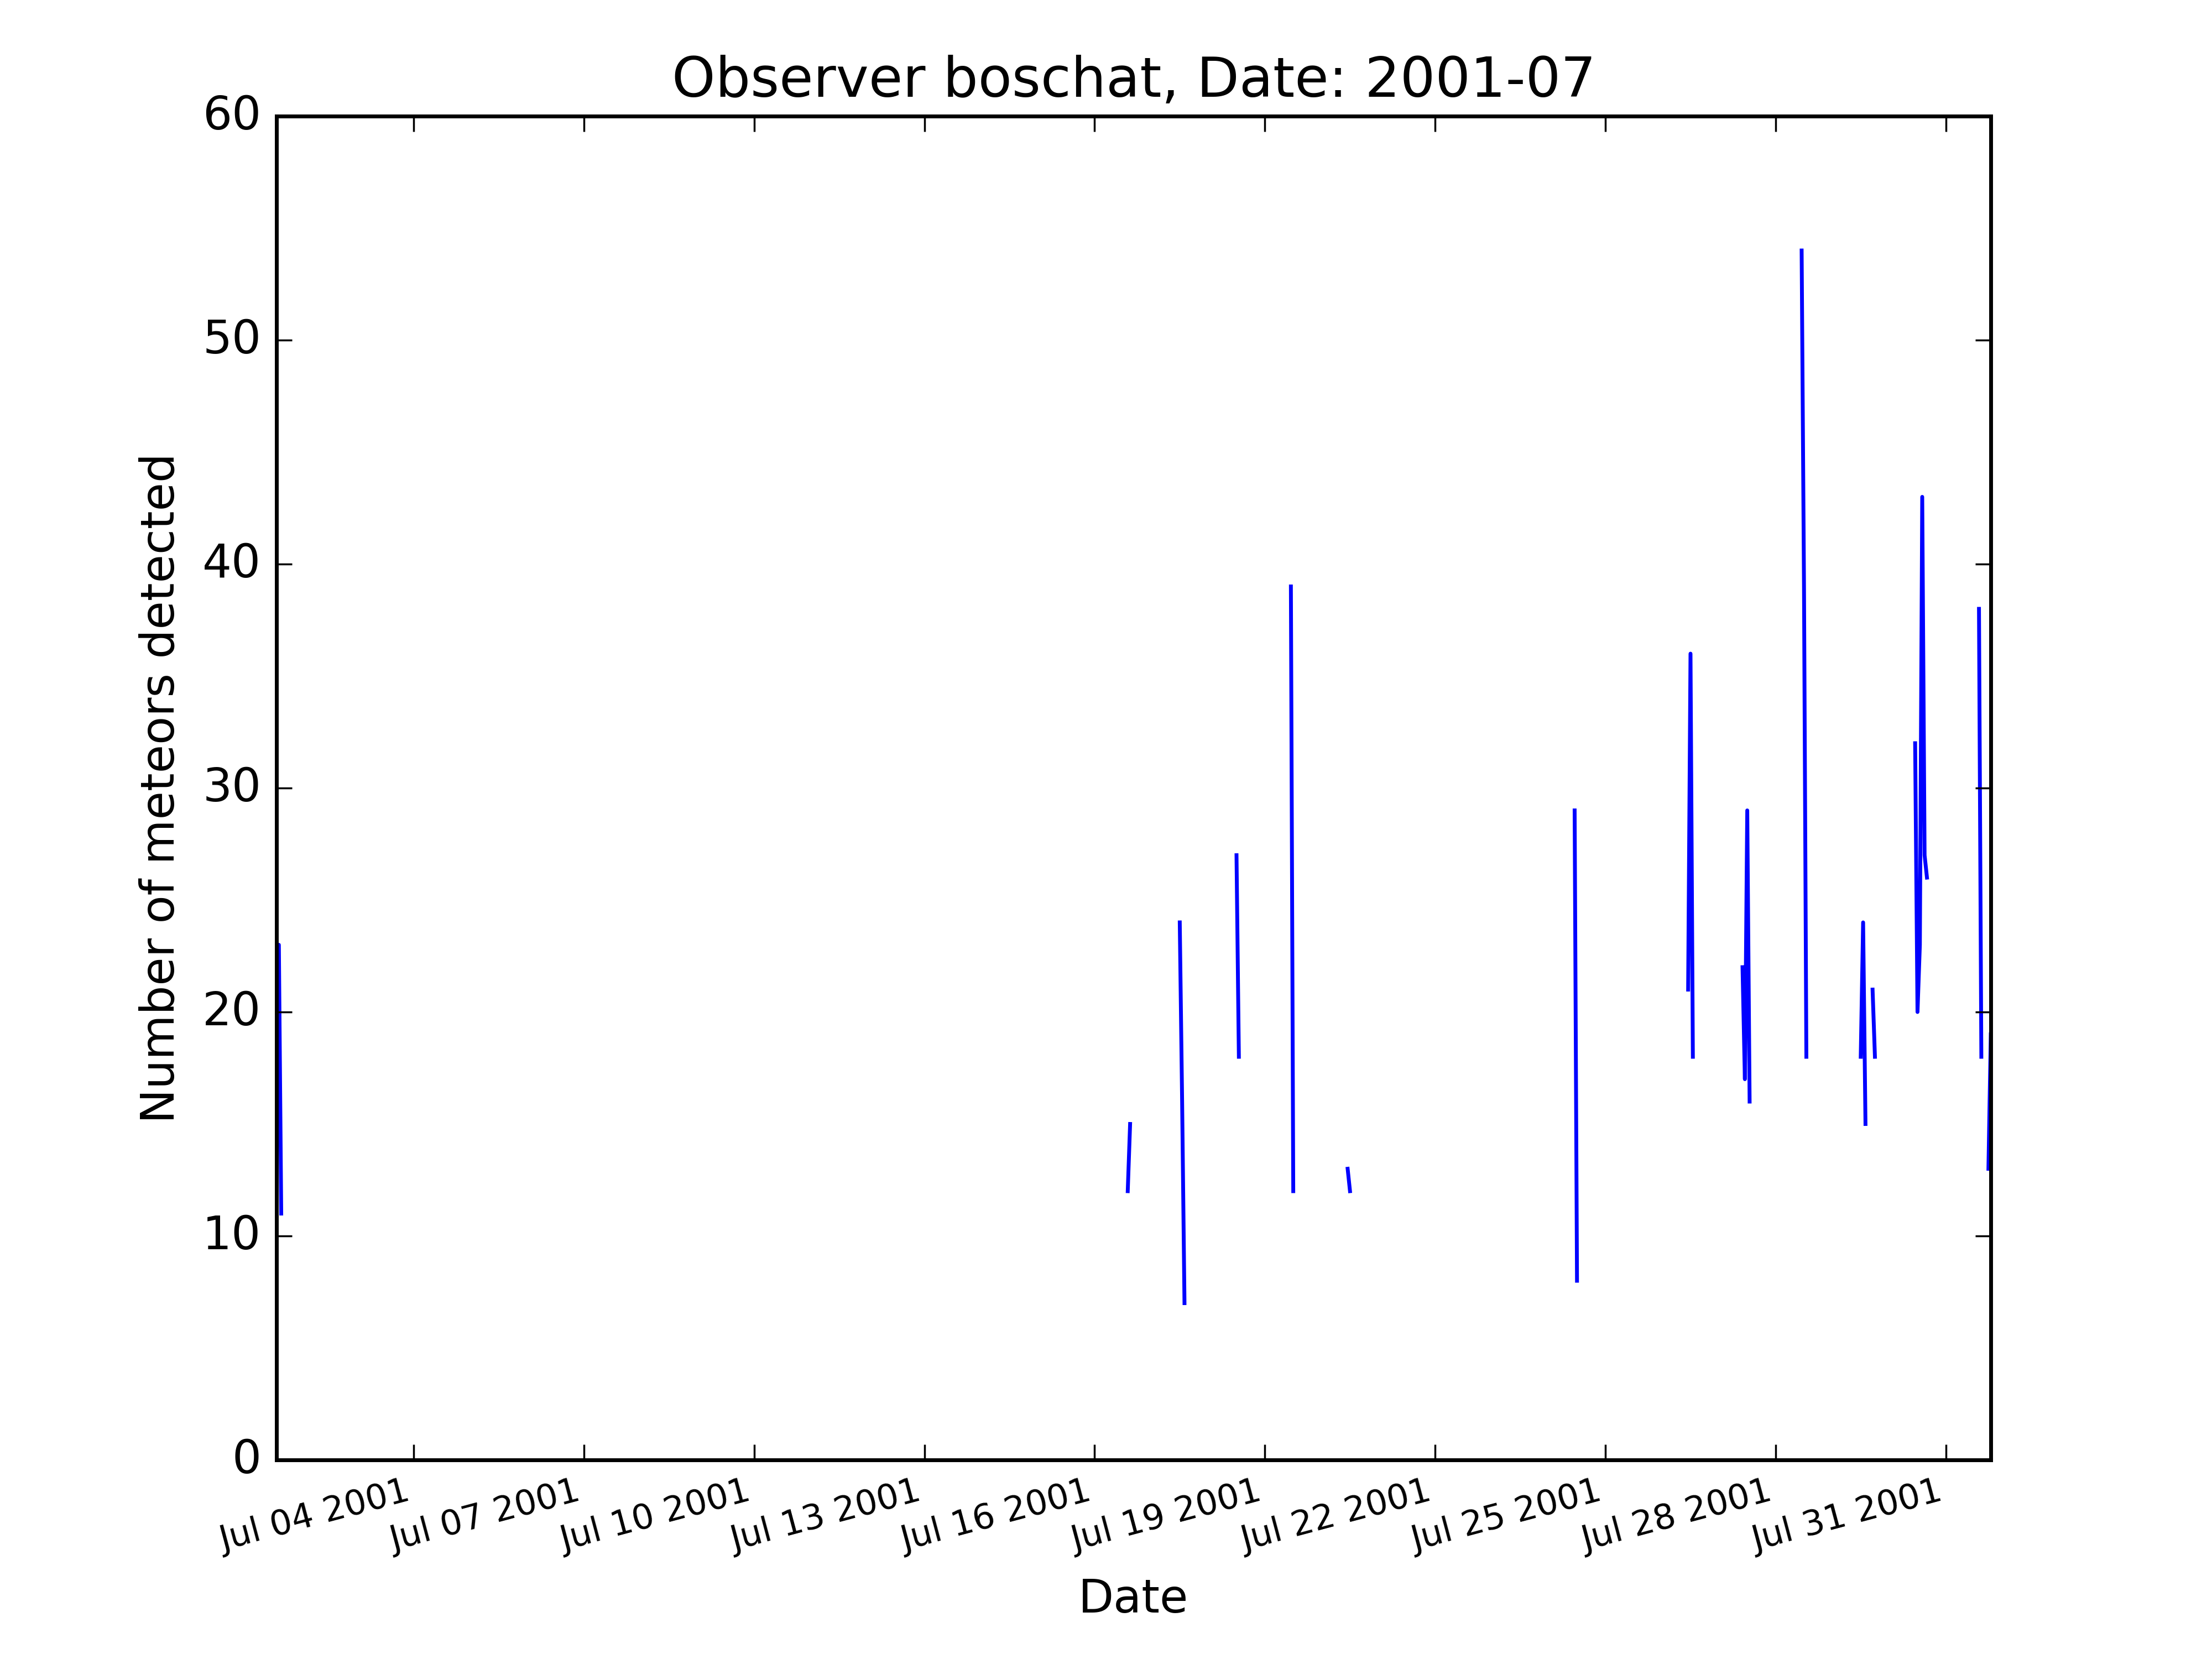 Observer boschat, Date: 2001-07
60
50
40
30
20
10
0
Number of meteors detected
Jul 04 2001
Jul 07 2001
Jul 10 2001
Jul 13 2001
Jul 16 2001
Jul 19 2001
Jul 22 2001
Jul 25 2001
Jul 28 2001
Jul 31 2001
Date